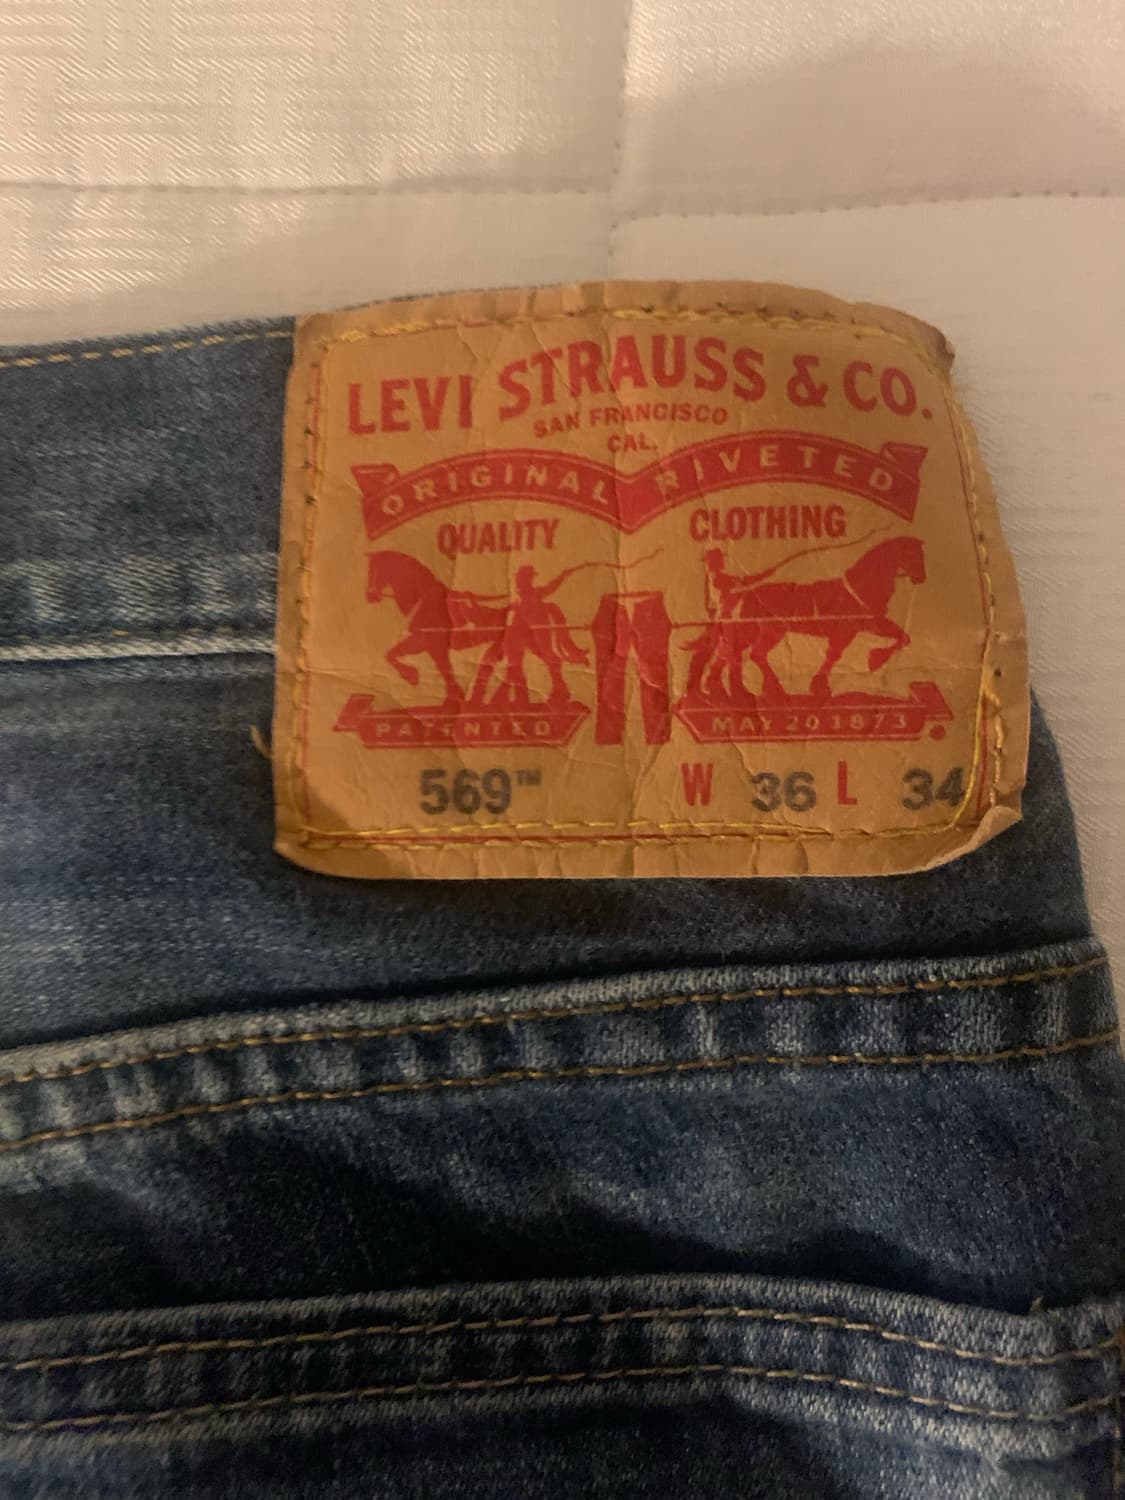 LEVI STRAUSS & CO.
SAN FRANCISCO
CAL.
ORIGINAL RIVETED
QUALITY CLOTHING
PATENTED MAY 20 1873
569™ W 36 L 34